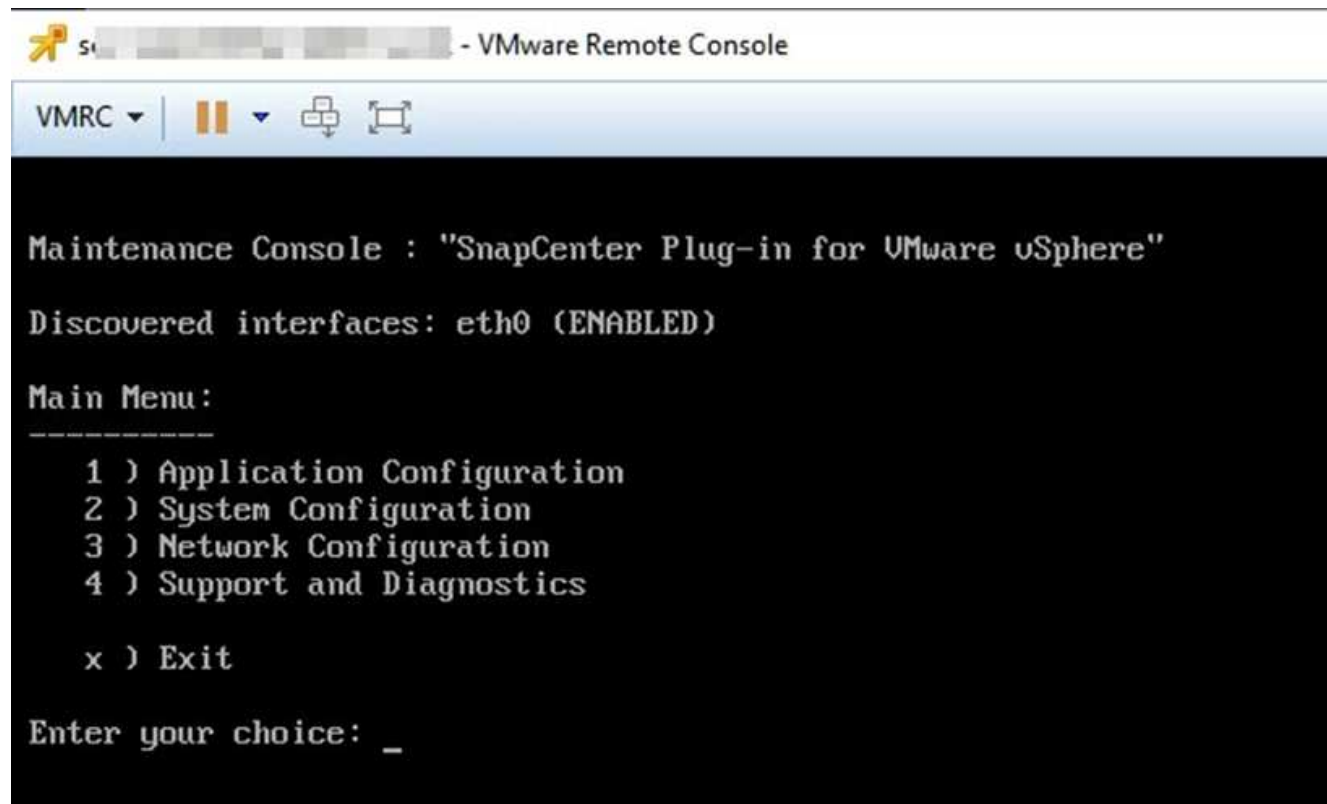 - VMware Remote Console
VMRC
Maintenance Console : "SnapCenter Plug-in for VMware vSphere"
Discovered interfaces: eth0 (ENABLED)
Main Menu:
----------
1 ) Application Configuration
2 ) System Configuration
3 ) Network Configuration
4 ) Support and Diagnostics
x ) Exit
Enter your choice: _